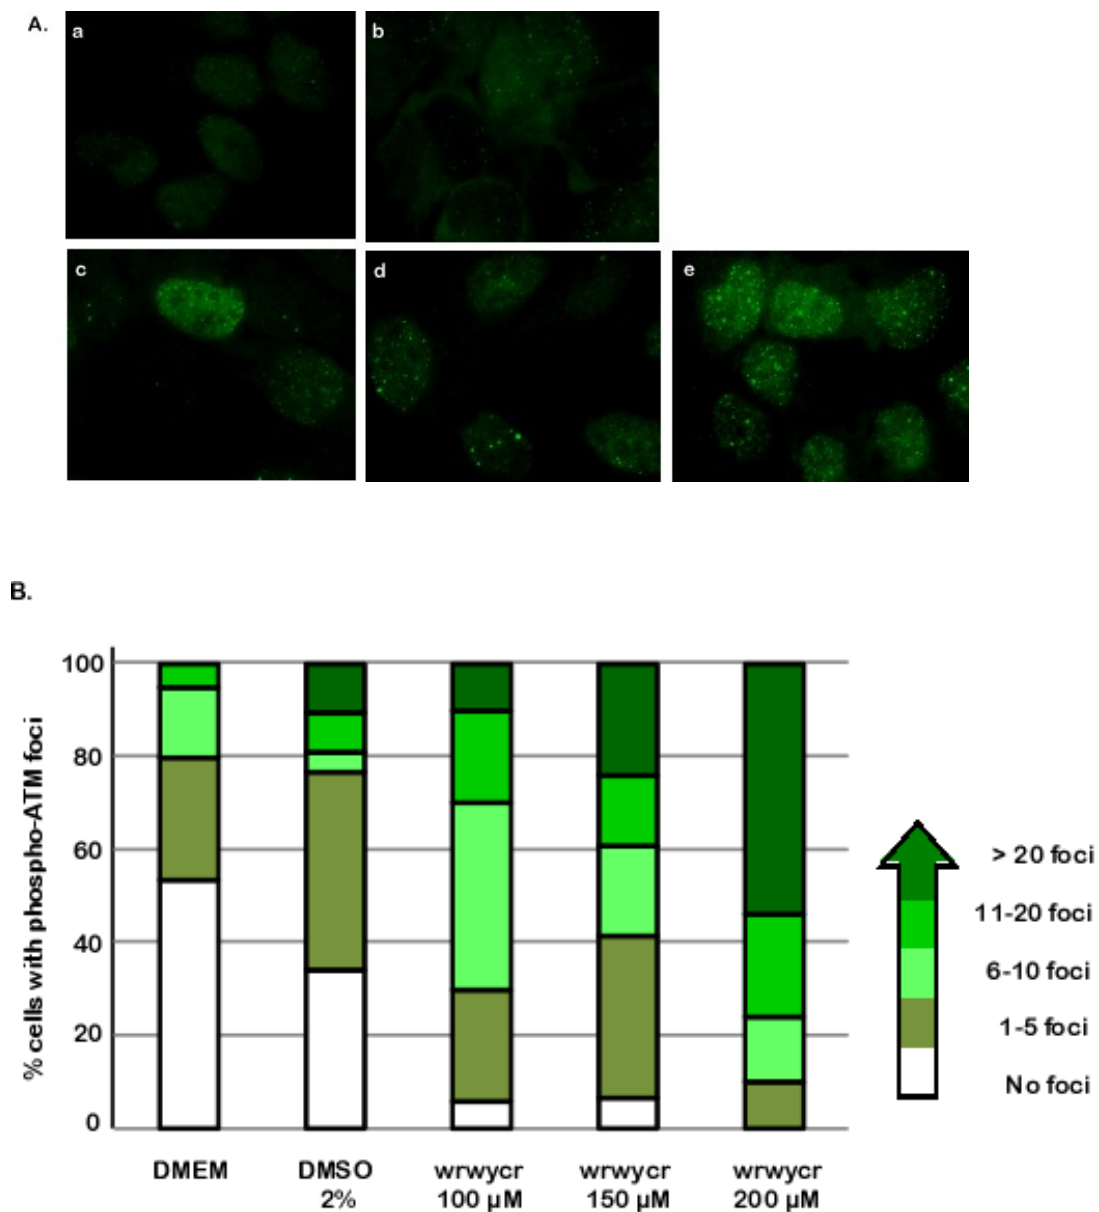 A.
a
b
c
d
e
B.
% cells with phospho-ATM foci
100
80
60
40
20
0
DMEM
DMSO
2%
wrwycr
100 µM
wrwycr
150 µM
wrwycr
200 µM
> 20 foci
11-20 foci
6-10 foci
1-5 foci
No foci